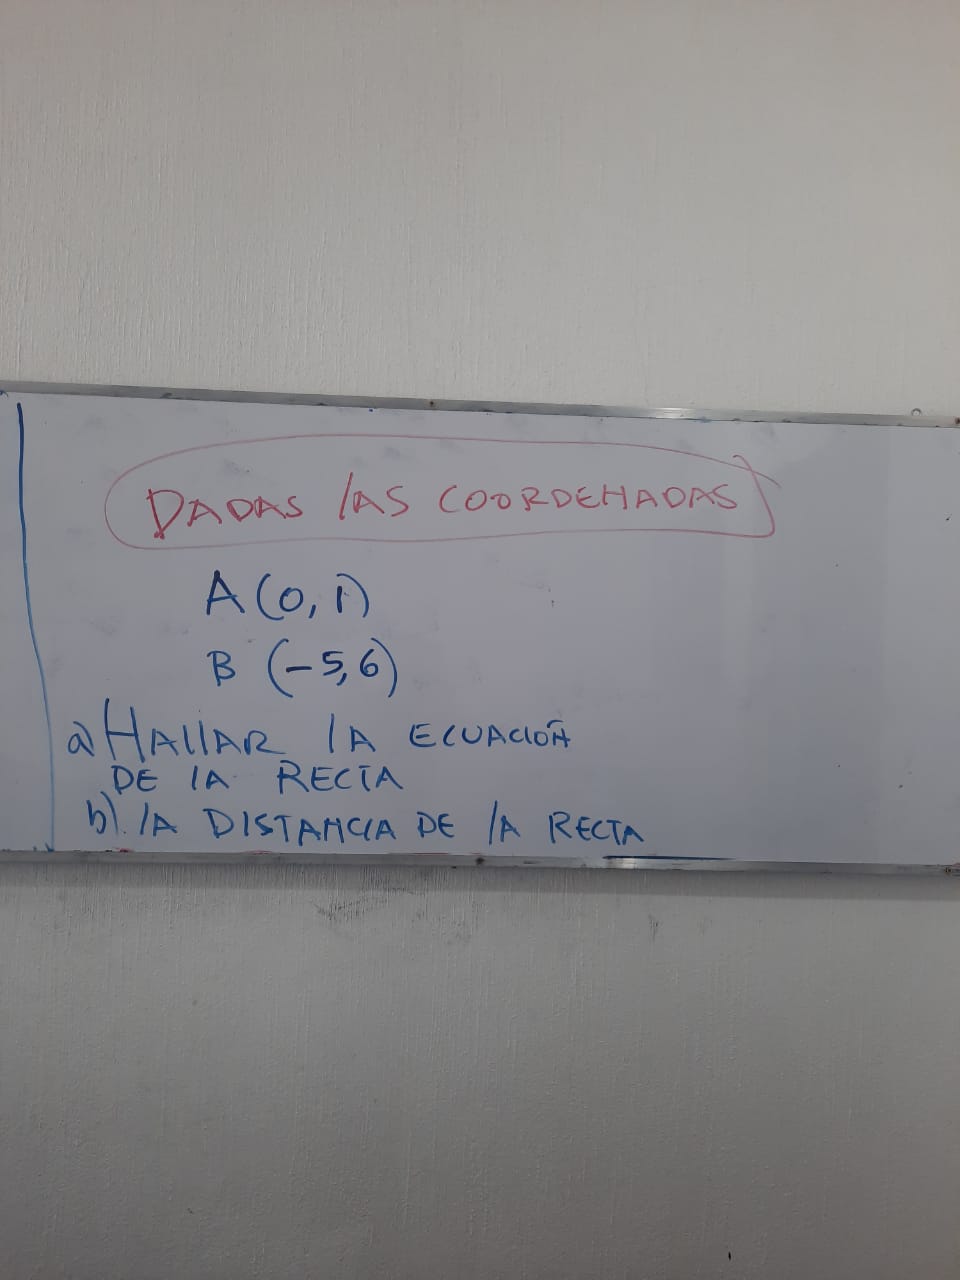 DADAS LAS COORDENADAS
A (0, 1)
B (-5, 6)
a) HALLAR LA ECUACIÓN
DE LA RECTA
b). LA DISTANCIA DE LA RECTA